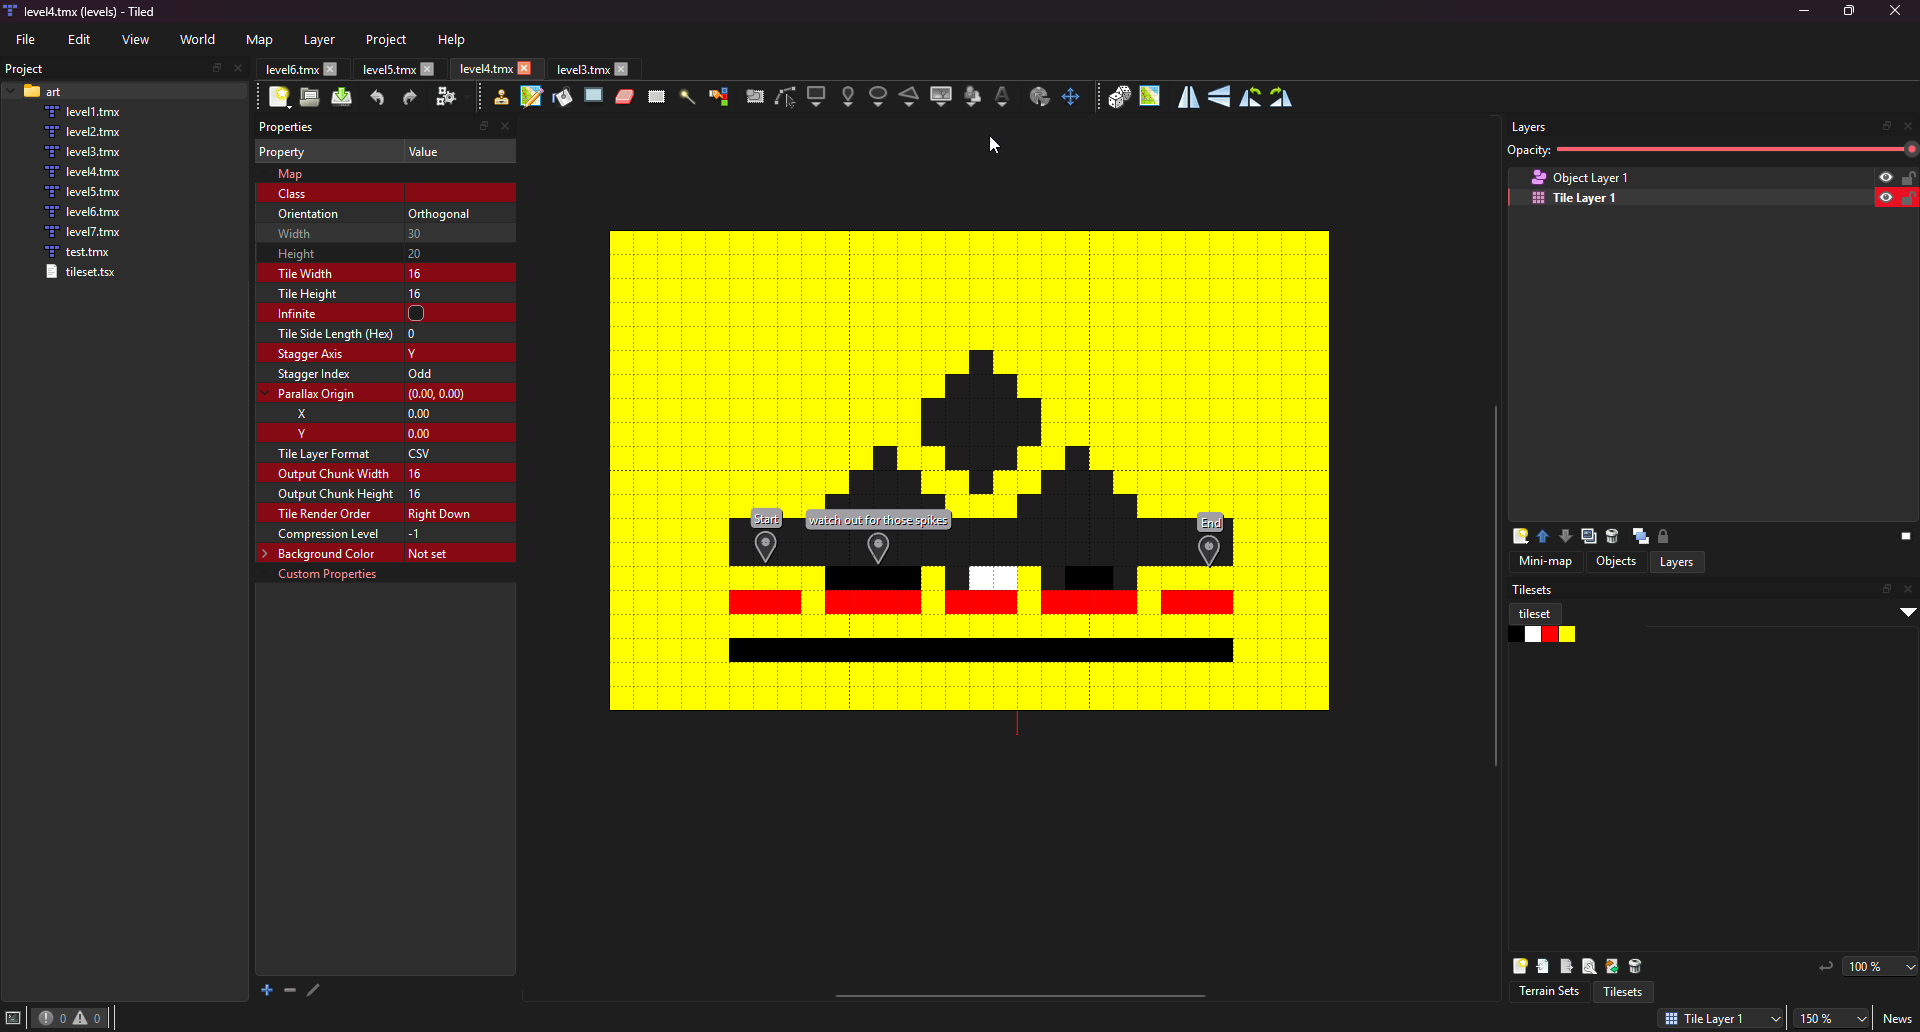 level4.tmx (levels) - Tiled
File Edit View World Map Layer Project Help
Project
art
level1.tmx
level2.tmx
level3.tmx
level4.tmx
level5.tmx
level6.tmx
level7.tmx
test.tmx
tileset.tsx
level6.tmx level5.tmx level4.tmx level3.tmx
Properties
Property Value
Map
Class
Orientation Orthogonal
Width 30
Height 20
Tile Width 16
Tile Height 16
Infinite
Tile Side Length (Hex) 0
Stagger Axis Y
Stagger Index Odd
Parallax Origin (0.00, 0.00)
X 0.00
Y 0.00
Tile Layer Format CSV
Output Chunk Width 16
Output Chunk Height 16
Tile Render Order Right Down
Compression Level -1
Background Color Not set
Custom Properties
Start watch out for those spikes End
Layers
Opacity:
Object Layer 1
Tile Layer 1
Mini-map Objects Layers
Tilesets
tileset
100 %
Terrain Sets Tilesets
0 0 Tile Layer 1 150 % News